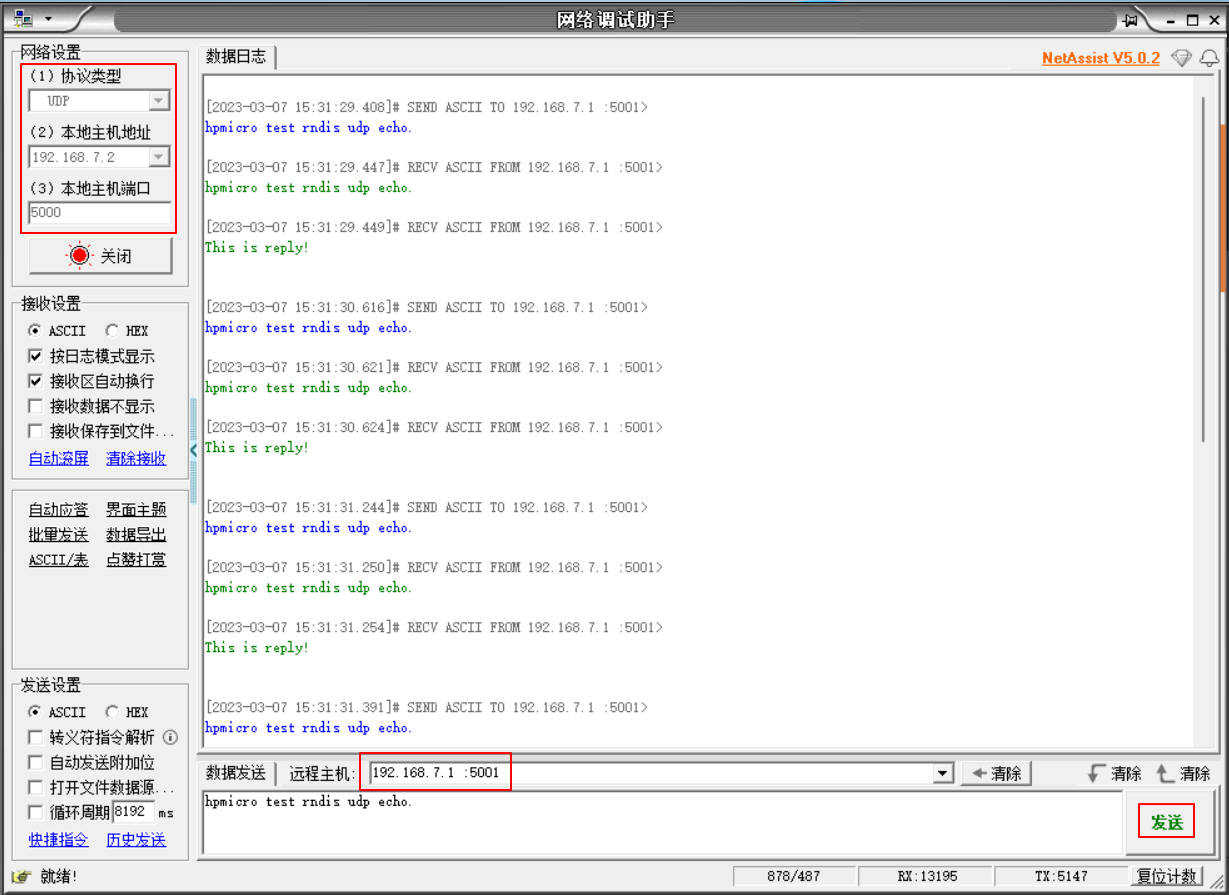 网络调试助手
网络设置
(1) 协议类型
UDP
(2) 本地主机地址
192.168.7.2
(3) 本地主机端口
5000
关闭
接收设置
ASCII HEX
按日志模式显示
接收区自动换行
接收数据不显示
接收保存到文件...
自动滚屏 清除接收
自动应答 界面主题
批量发送 数据导出
ASCII/表 点赞打赏
发送设置
ASCII HEX
转义符指令解析
自动发送附加位
打开文件数据源...
循环周期 8192 ms
快捷指令 历史发送
数据日志
NetAssist V5.0.2
[2023-03-07 15:31:29.408]# SEND ASCII TO 192.168.7.1 :5001>
hpmicro test rndis udp echo.
[2023-03-07 15:31:29.447]# RECV ASCII FROM 192.168.7.1 :5001>
hpmicro test rndis udp echo.
[2023-03-07 15:31:29.449]# RECV ASCII FROM 192.168.7.1 :5001>
This is reply!
[2023-03-07 15:31:30.616]# SEND ASCII TO 192.168.7.1 :5001>
hpmicro test rndis udp echo.
[2023-03-07 15:31:30.621]# RECV ASCII FROM 192.168.7.1 :5001>
hpmicro test rndis udp echo.
[2023-03-07 15:31:30.624]# RECV ASCII FROM 192.168.7.1 :5001>
This is reply!
[2023-03-07 15:31:31.244]# SEND ASCII TO 192.168.7.1 :5001>
hpmicro test rndis udp echo.
[2023-03-07 15:31:31.250]# RECV ASCII FROM 192.168.7.1 :5001>
hpmicro test rndis udp echo.
[2023-03-07 15:31:31.254]# RECV ASCII FROM 192.168.7.1 :5001>
This is reply!
[2023-03-07 15:31:31.391]# SEND ASCII TO 192.168.7.1 :5001>
hpmicro test rndis udp echo.
数据发送 远程主机: 192.168.7.1 :5001 清除 清除 清除
hpmicro test rndis udp echo.
发送
就绪! 878/487 RX:13195 TX:5147 复位计数